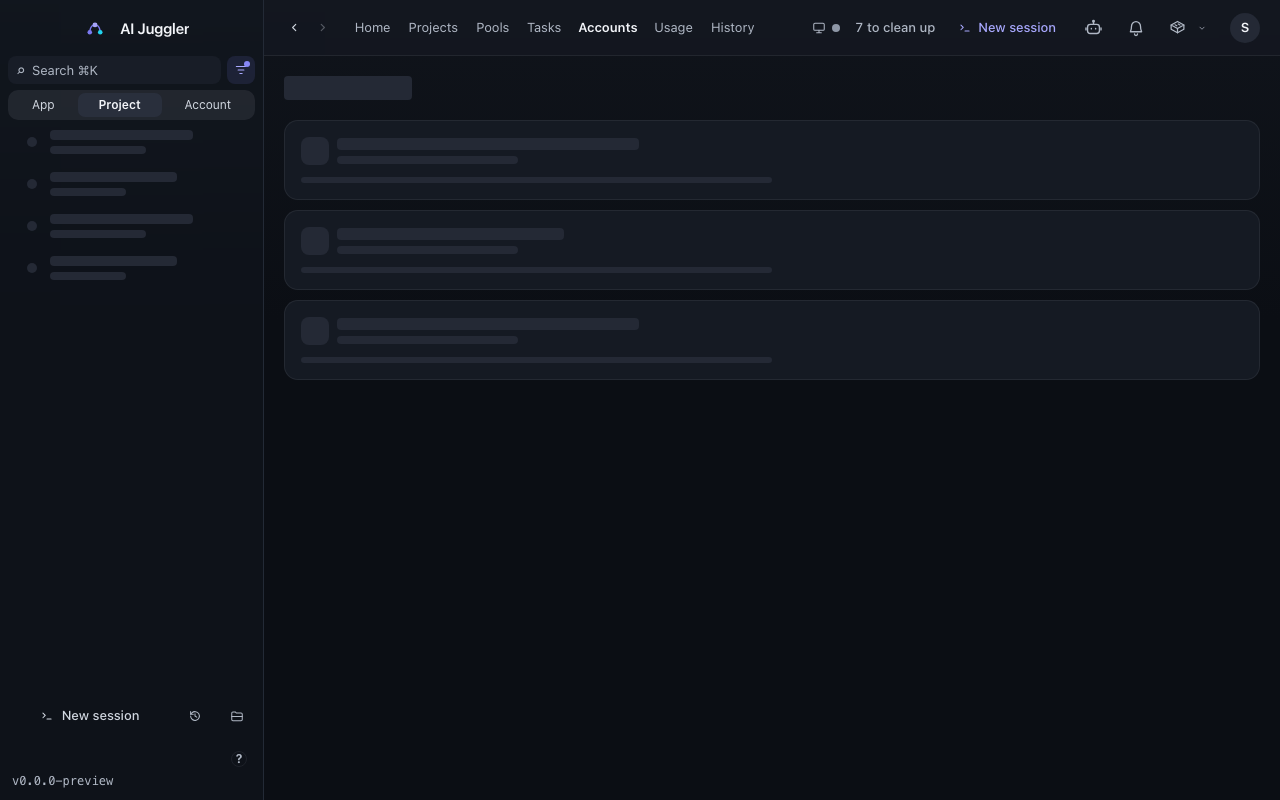 AI Juggler
Search ⌘K
App Project Account
Home Projects Pools Tasks Accounts Usage History
7 to clean up
New session
S
New session
?
v0.0.0-preview